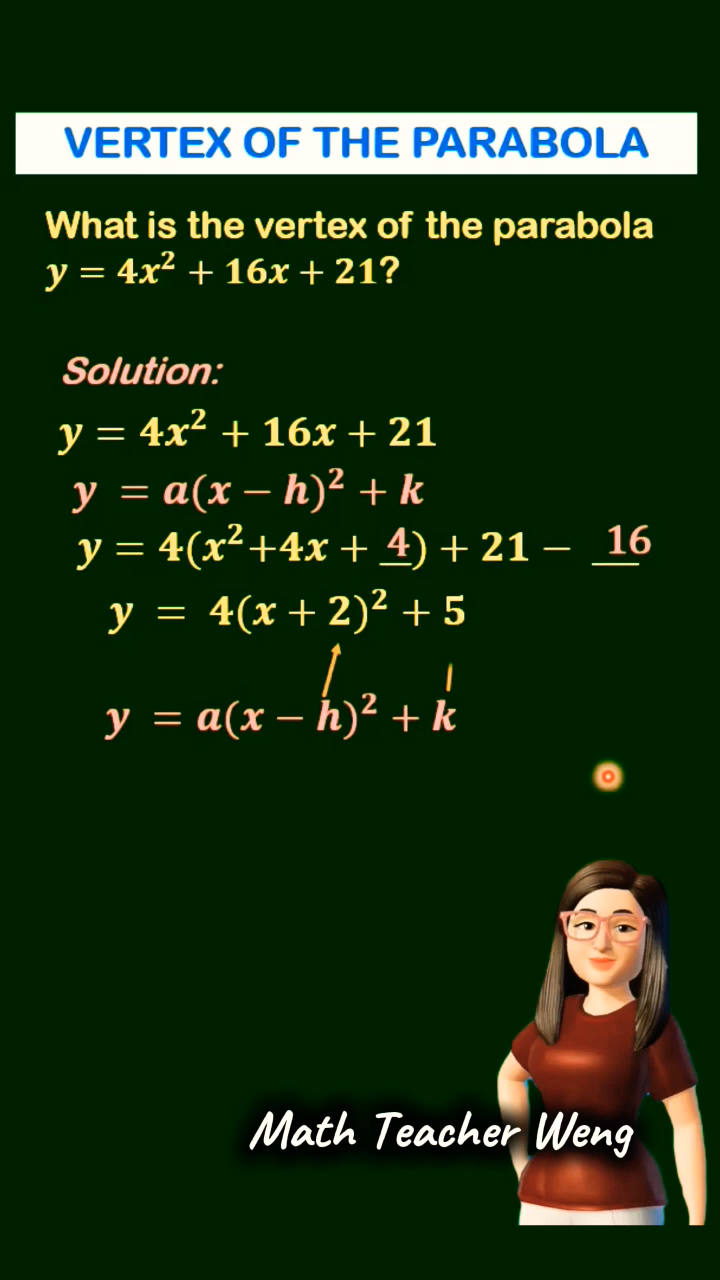 VERTEX OF THE PARABOLA
What is the vertex of the parabola
y = 4x² + 16x + 21?
Solution:
y = 4x² + 16x + 21
y = a(x − h)² + k
y = 4(x²+4x + 4) + 21 − 16
y = 4(x + 2)² + 5
y = a(x − h)² + k
Math Teacher Weng